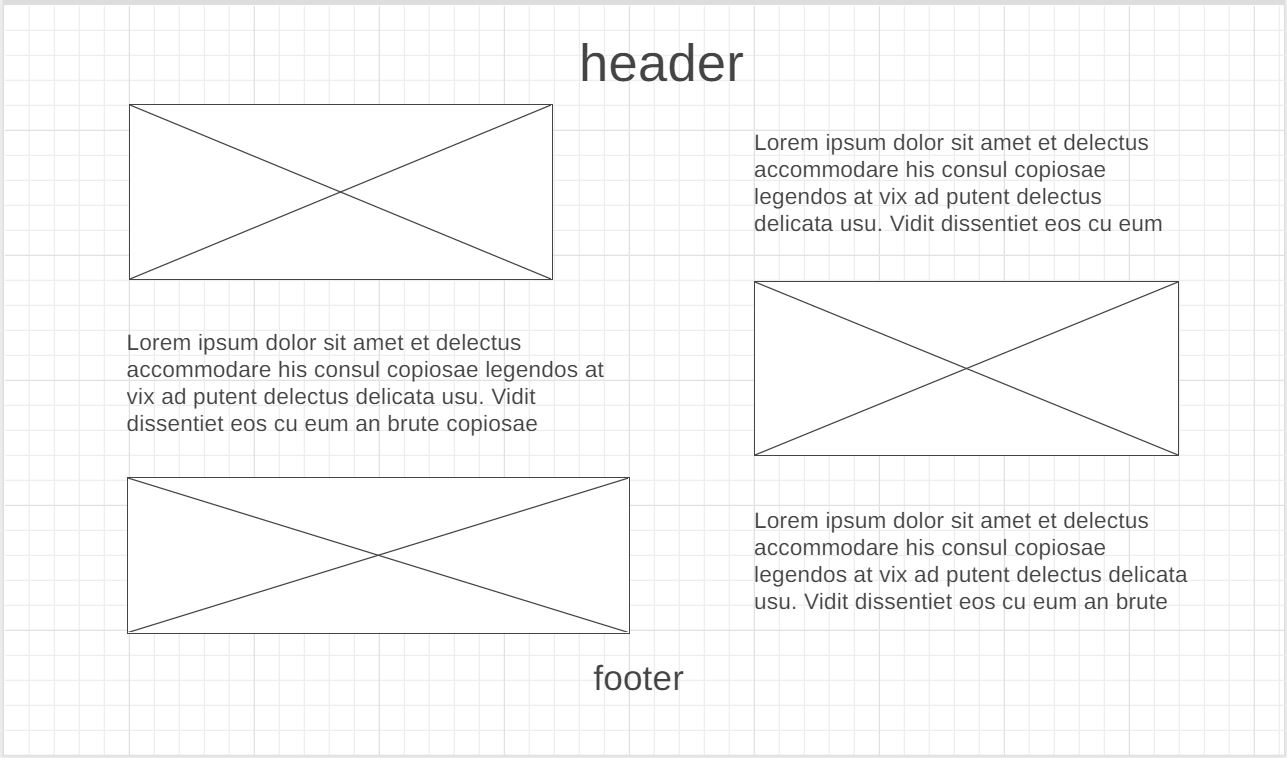 header
Lorem ipsum dolor sit amet et delectus
accommodare his consul copiosae
legendos at vix ad putent delectus
delicata usu. Vidit dissentiet eos cu eum
Lorem ipsum dolor sit amet et delectus
accommodare his consul copiosae legendos at
vix ad putent delectus delicata usu. Vidit
dissentiet eos cu eum an brute copiosae
Lorem ipsum dolor sit amet et delectus
accommodare his consul copiosae
legendos at vix ad putent delectus delicata
usu. Vidit dissentiet eos cu eum an brute
footer